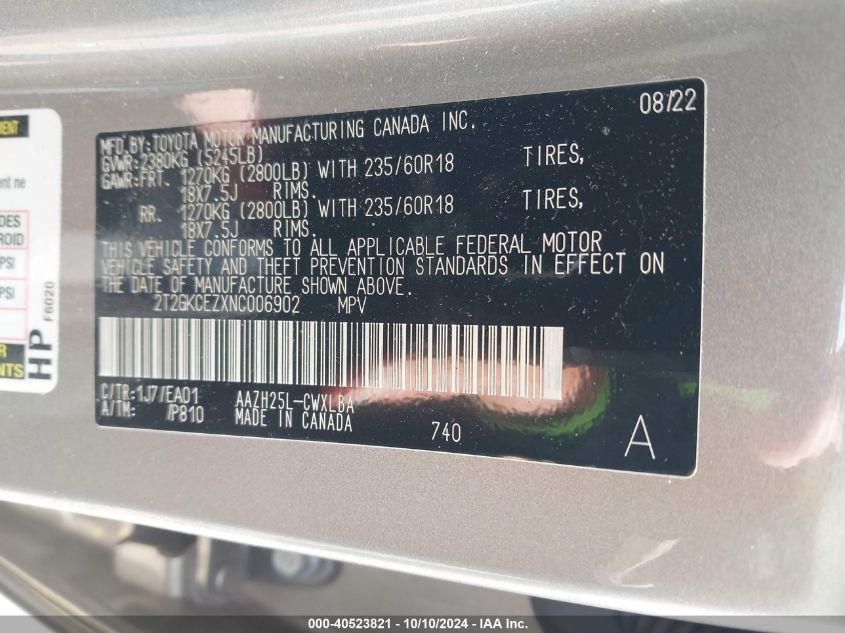 08/22
MFD.BY:TOYOTA MOTOR MANUFACTURING CANADA INC.
GVWR:2380KG (5245LB)
GAWR:FRT. 1270KG (2800LB) WITH 235/60R18 TIRES,
18X7.5J RIMS.
RR. 1270KG (2800LB) WITH 235/60R18 TIRES,
18X7.5J RIMS.
THIS VEHICLE CONFORMS TO ALL APPLICABLE FEDERAL MOTOR
VEHICLE SAFETY AND THEFT PREVENTION STANDARDS IN EFFECT ON
THE DATE OF MANUFACTURE SHOWN ABOVE.
2T2GKCEZXNC006902 MPV
C/TR:1J7/EA01 AAZH25L-CWXLBA
A/TM: /P810 MADE IN CANADA
740 A
PSI
PSI
HP F6020
000-40523821 - 10/10/2024 - IAA Inc.